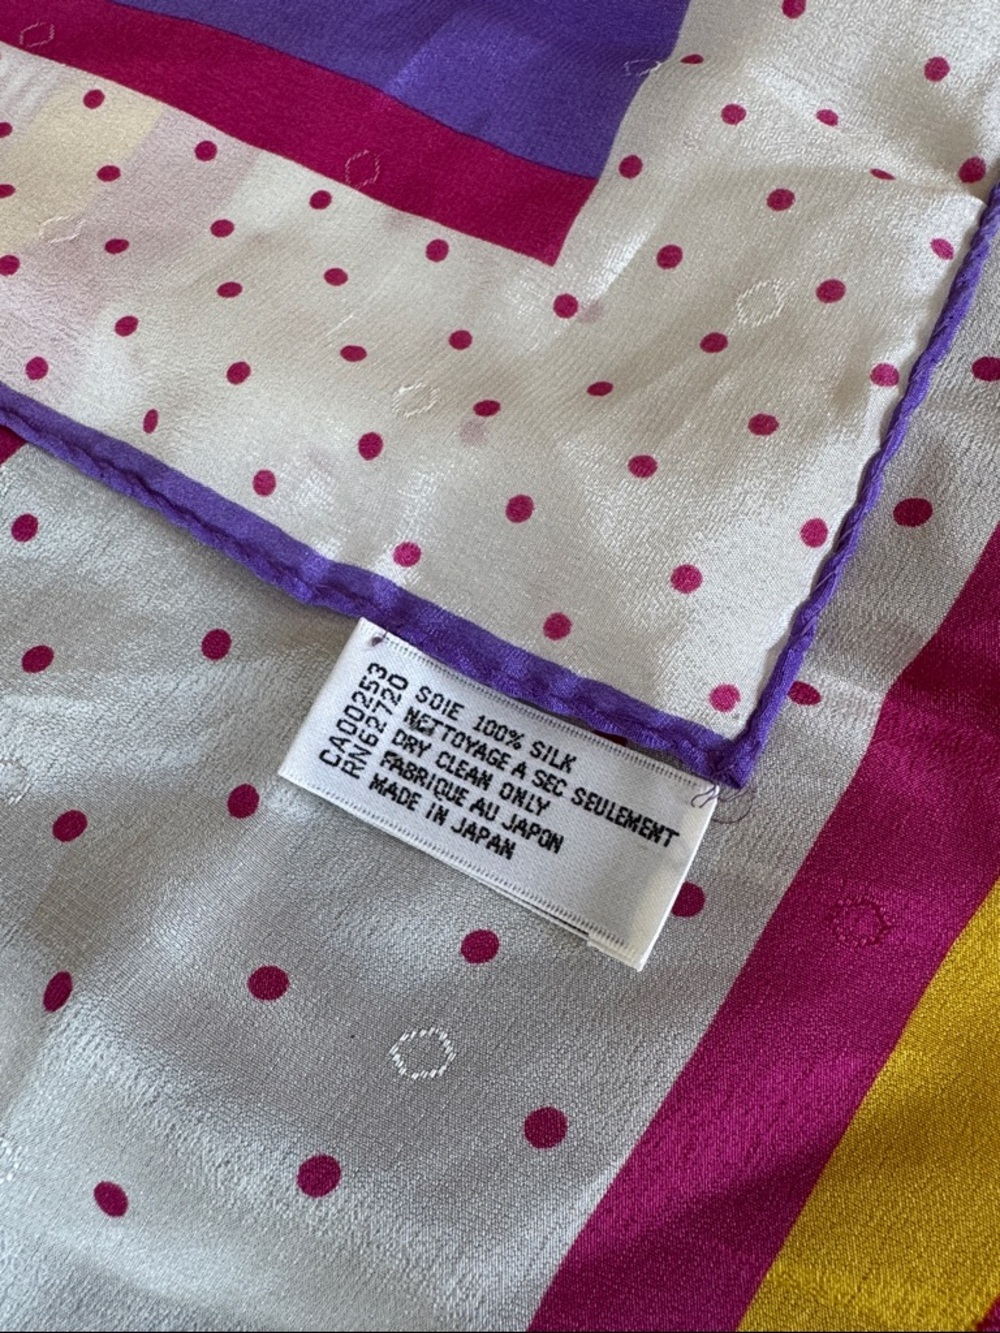 CA00253
RN62720
SOIE 100% SILK
NETTOYAGE A SEC SEULEMENT
DRY CLEAN ONLY
FABRIQUE AU JAPON
MADE IN JAPAN